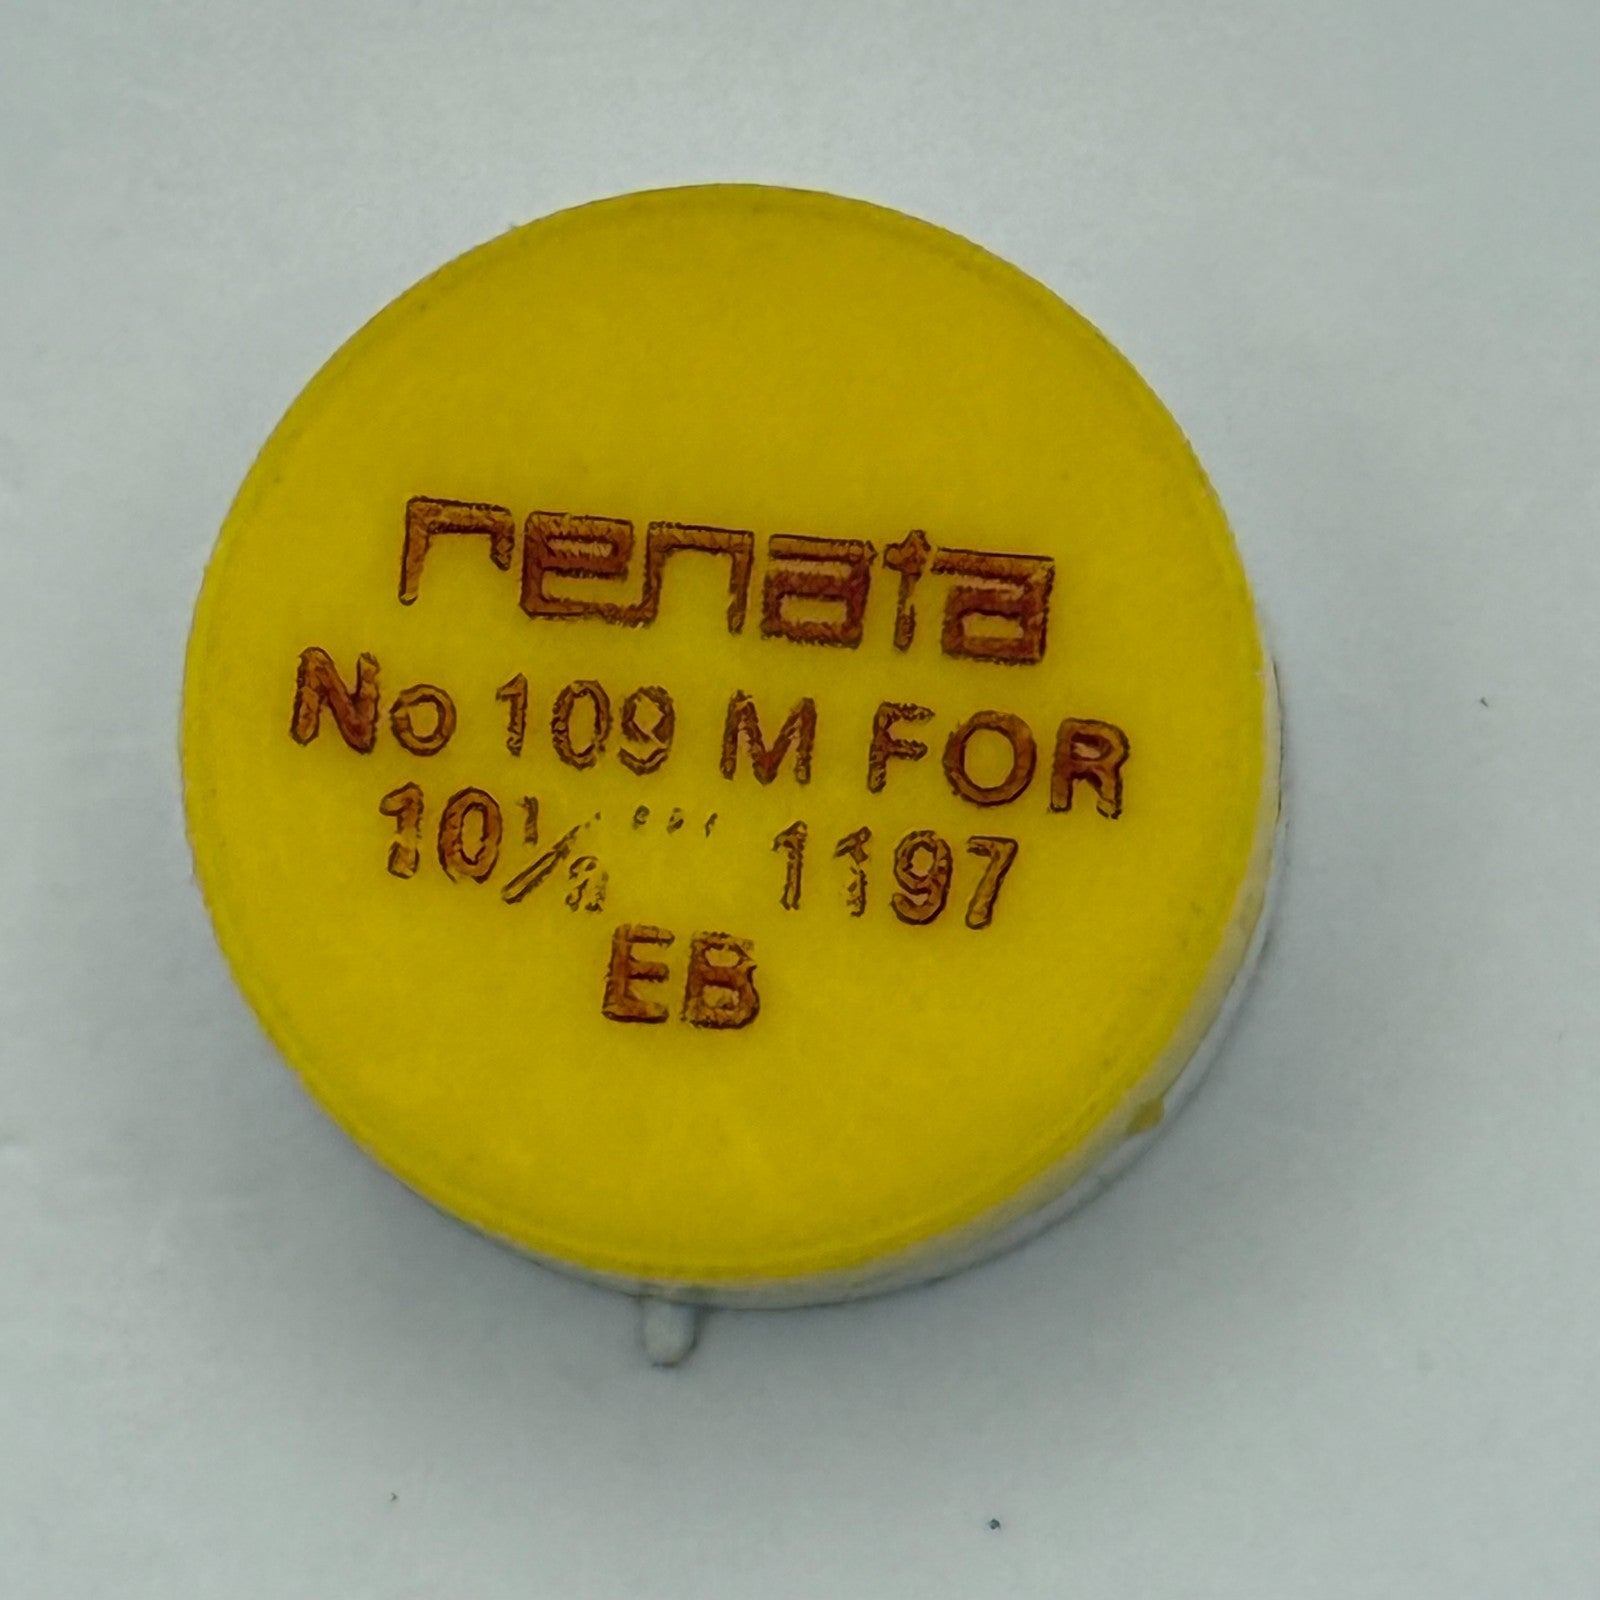 renata
No 109 M FOR
10½''' 1197
EB